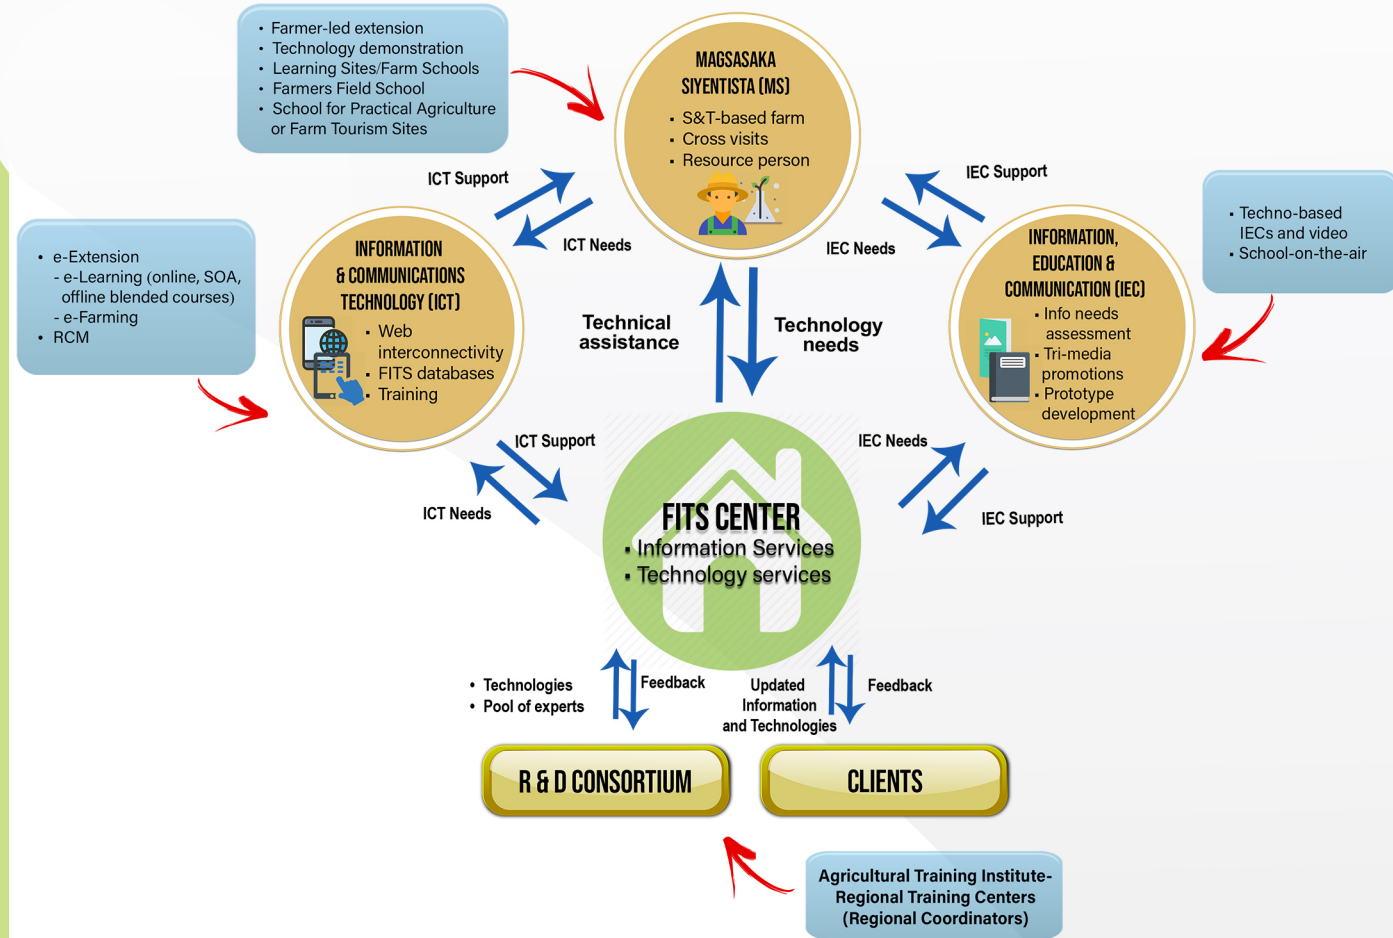 • Farmer-led extension
• Technology demonstration
• Learning Sites/Farm Schools
• Farmers Field School
• School for Practical Agriculture
or Farm Tourism Sites
MAGSASAKA
SIYENTISTA (MS)
▪ S&T-based farm
▪ Cross visits
▪ Resource person
ICT Support
ICT Needs
IEC Support
IEC Needs
• e-Extension
- e-Learning (online, SOA,
offline blended courses)
- e-Farming
• RCM
INFORMATION
& COMMUNICATIONS
TECHNOLOGY (ICT)
▪ Web
interconnectivity
▪ FITS databases
▪ Training
Technical
assistance
Technology
needs
INFORMATION,
EDUCATION &
COMMUNICATION (IEC)
▪ Info needs
assessment
▪ Tri-media
promotions
▪ Prototype
development
▪ Techno-based
IECs and video
▪ School-on-the-air
ICT Support
ICT Needs
IEC Needs
IEC Support
FITS CENTER
▪ Information Services
▪ Technology services
• Technologies
• Pool of experts
Feedback
Updated
Information
and Technologies
Feedback
R & D CONSORTIUM
CLIENTS
Agricultural Training Institute-
Regional Training Centers
(Regional Coordinators)